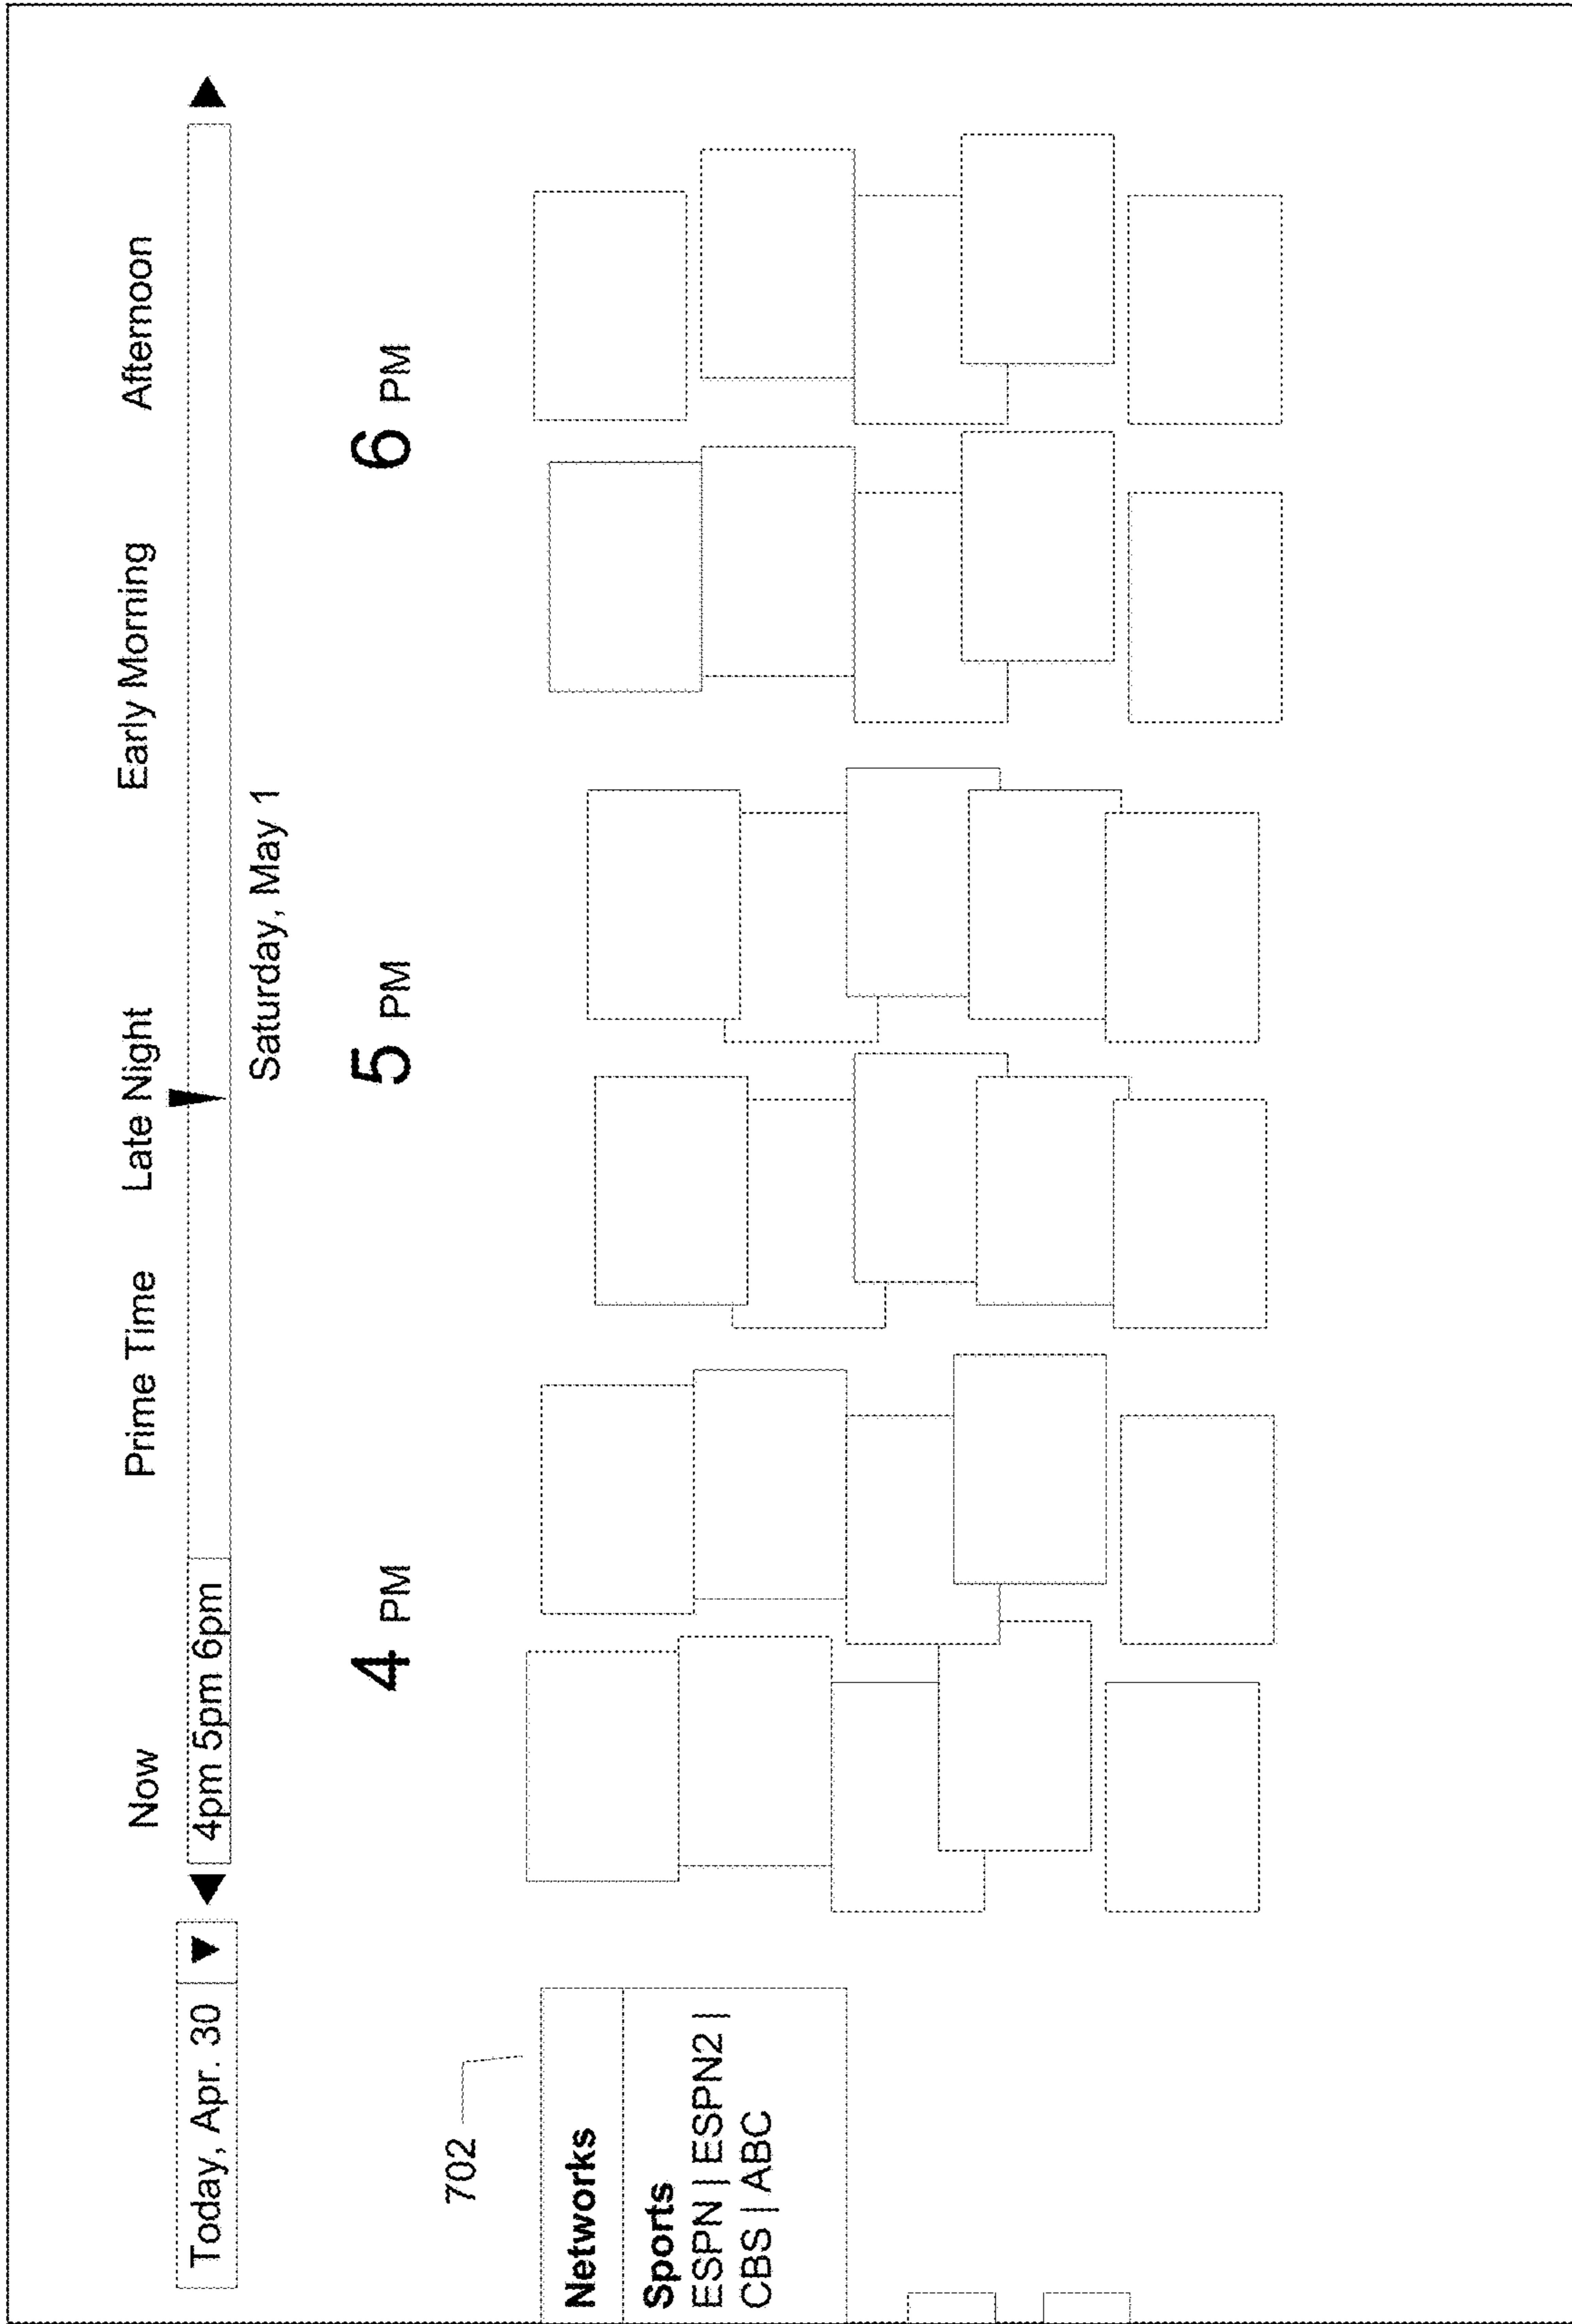 Now
Prime Time
Late Night
Early Morning
Afternoon
Today, Apr. 30
4pm 5pm 6pm
Saturday, May 1
4 PM
5 PM
6 PM
702
Networks
Sports
ESPN | ESPN2 |
CBS | ABC